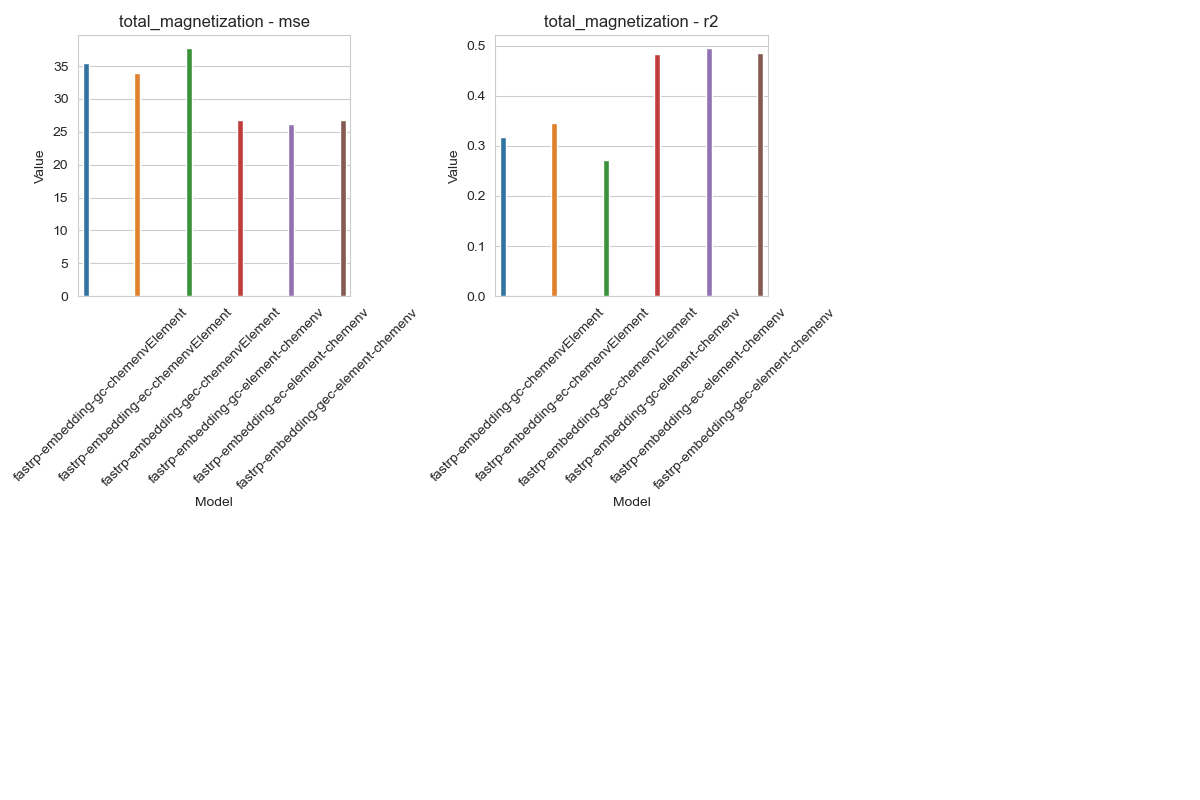 total_magnetization - mse
Value
35
30
25
20
15
10
5
0
fastrp-embedding-gc-chemenvElement
fastrp-embedding-ec-chemenvElement
fastrp-embedding-gec-chemenvElement
fastrp-embedding-gc-element-chemenv
fastrp-embedding-ec-element-chemenv
fastrp-embedding-gec-element-chemenv
Model
total_magnetization - r2
Value
0.5
0.4
0.3
0.2
0.1
0.0
fastrp-embedding-gc-chemenvElement
fastrp-embedding-ec-chemenvElement
fastrp-embedding-gec-chemenvElement
fastrp-embedding-gc-element-chemenv
fastrp-embedding-ec-element-chemenv
fastrp-embedding-gec-element-chemenv
Model